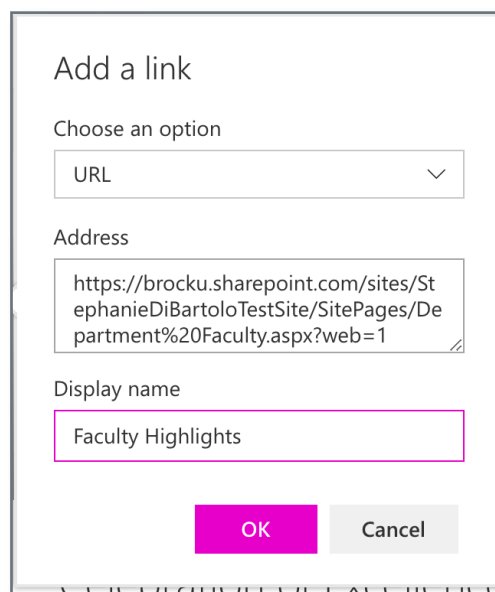 Add a link
Choose an option
URL
Address
https://brocku.sharepoint.com/sites/St
ephanieDiBartoloTestSite/SitePages/De
partment%20Faculty.aspx?web=1
Display name
Faculty Highlights
OK Cancel